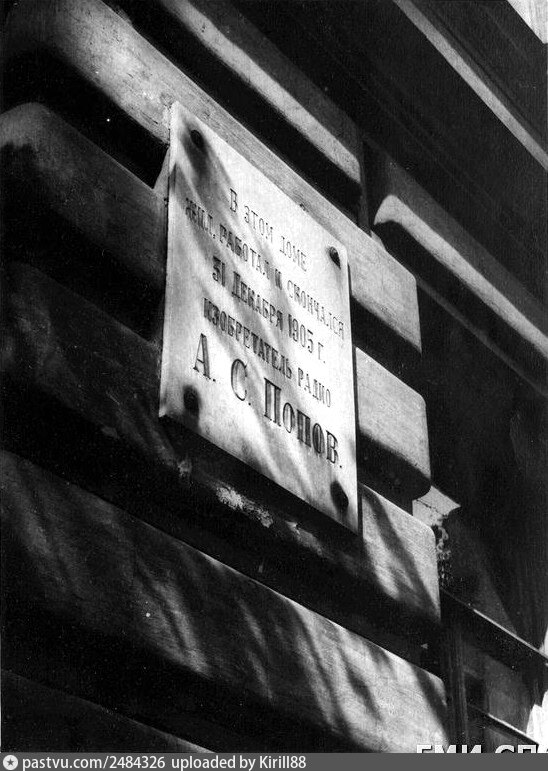 В ЭТОМ ДОМЕ
ЖИЛ, РАБОТАЛ И СКОНЧАЛСЯ
31 ДЕКАБРЯ 1905 Г.
ИЗОБРЕТАТЕЛЬ РАДИО
А. С. ПОПОВ.
pastvu.com/2484326 uploaded by Kirill88